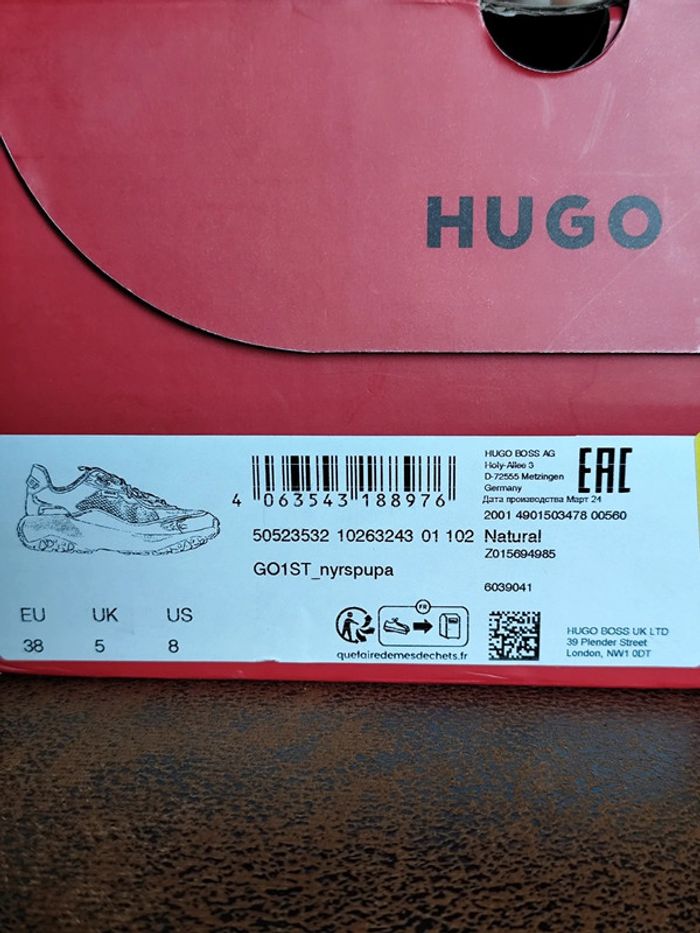 HUGO
4 063543 188976
50523532 10263243 01 102
GO1ST_nyrspupa
HUGO BOSS AG
Holy-Allee 3
D-72555 Metzingen
Germany
EAC
Дата производства Март 24
2001 4901503478 00560
Natural
Z015694985
6039041
EU UK US
38 5 8
FR
quefairedemesdechets.fr
HUGO BOSS UK LTD
39 Plender Street
London, NW1 0DT